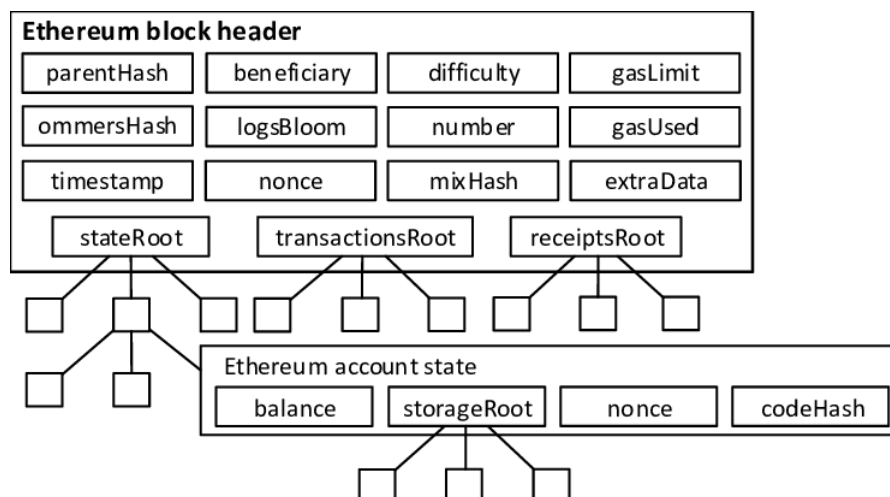 Ethereum block header
parentHash beneficiary difficulty gasLimit
ommersHash logsBloom number gasUsed
timestamp nonce mixHash extraData
stateRoot transactionsRoot receiptsRoot
Ethereum account state
balance storageRoot nonce codeHash